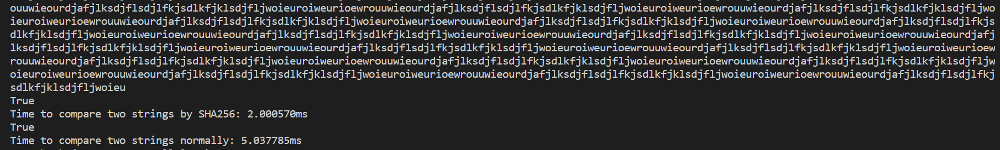 ouuwieourdjafjlksdjflsdjlfkjsdlkfjklsdjfljwoieuroiweurioewrouuwieourdjafjlksdjflsdjlfkjsdlkfjklsdjfljwoieuroiweurioewrouuwieourdjafjlksdjflsdjlfkjsdlkfjklsdjfljwo
ieuroiweurioewrouuwieourdjafjlksdjflsdjlfkjsdlkfjklsdjfljwoieuroiweurioewrouuwieourdjafjlksdjflsdjlfkjsdlkfjklsdjfljwoieuroiweurioewrouuwieourdjafjlksdjflsdjlfkjs
dlkfjklsdjfljwoieuroiweurioewrouuwieourdjafjlksdjflsdjlfkjsdlkfjklsdjfljwoieuroiweurioewrouuwieourdjafjlksdjflsdjlfkjsdlkfjklsdjfljwoieuroiweurioewrouuwieourdjafj
lksdjflsdjlfkjsdlkfjklsdjfljwoieuroiweurioewrouuwieourdjafjlksdjflsdjlfkjsdlkfjklsdjfljwoieuroiweurioewrouuwieourdjafjlksdjflsdjlfkjsdlkfjklsdjfljwoieuroiweurioew
rouuwieourdjafjlksdjflsdjlfkjsdlkfjklsdjfljwoieuroiweurioewrouuwieourdjafjlksdjflsdjlfkjsdlkfjklsdjfljwoieuroiweurioewrouuwieourdjafjlksdjflsdjlfkjsdlkfjklsdjfljw
oieuroiweurioewrouuwieourdjafjlksdjflsdjlfkjsdlkfjklsdjfljwoieuroiweurioewrouuwieourdjafjlksdjflsdjlfkjsdlkfjklsdjfljwoieuroiweurioewrouuwieourdjafjlksdjflsdjlfkj
sdlkfjklsdjfljwoieu
True
Time to compare two strings by SHA256: 2.000570ms
True
Time to compare two strings normally: 5.037785ms